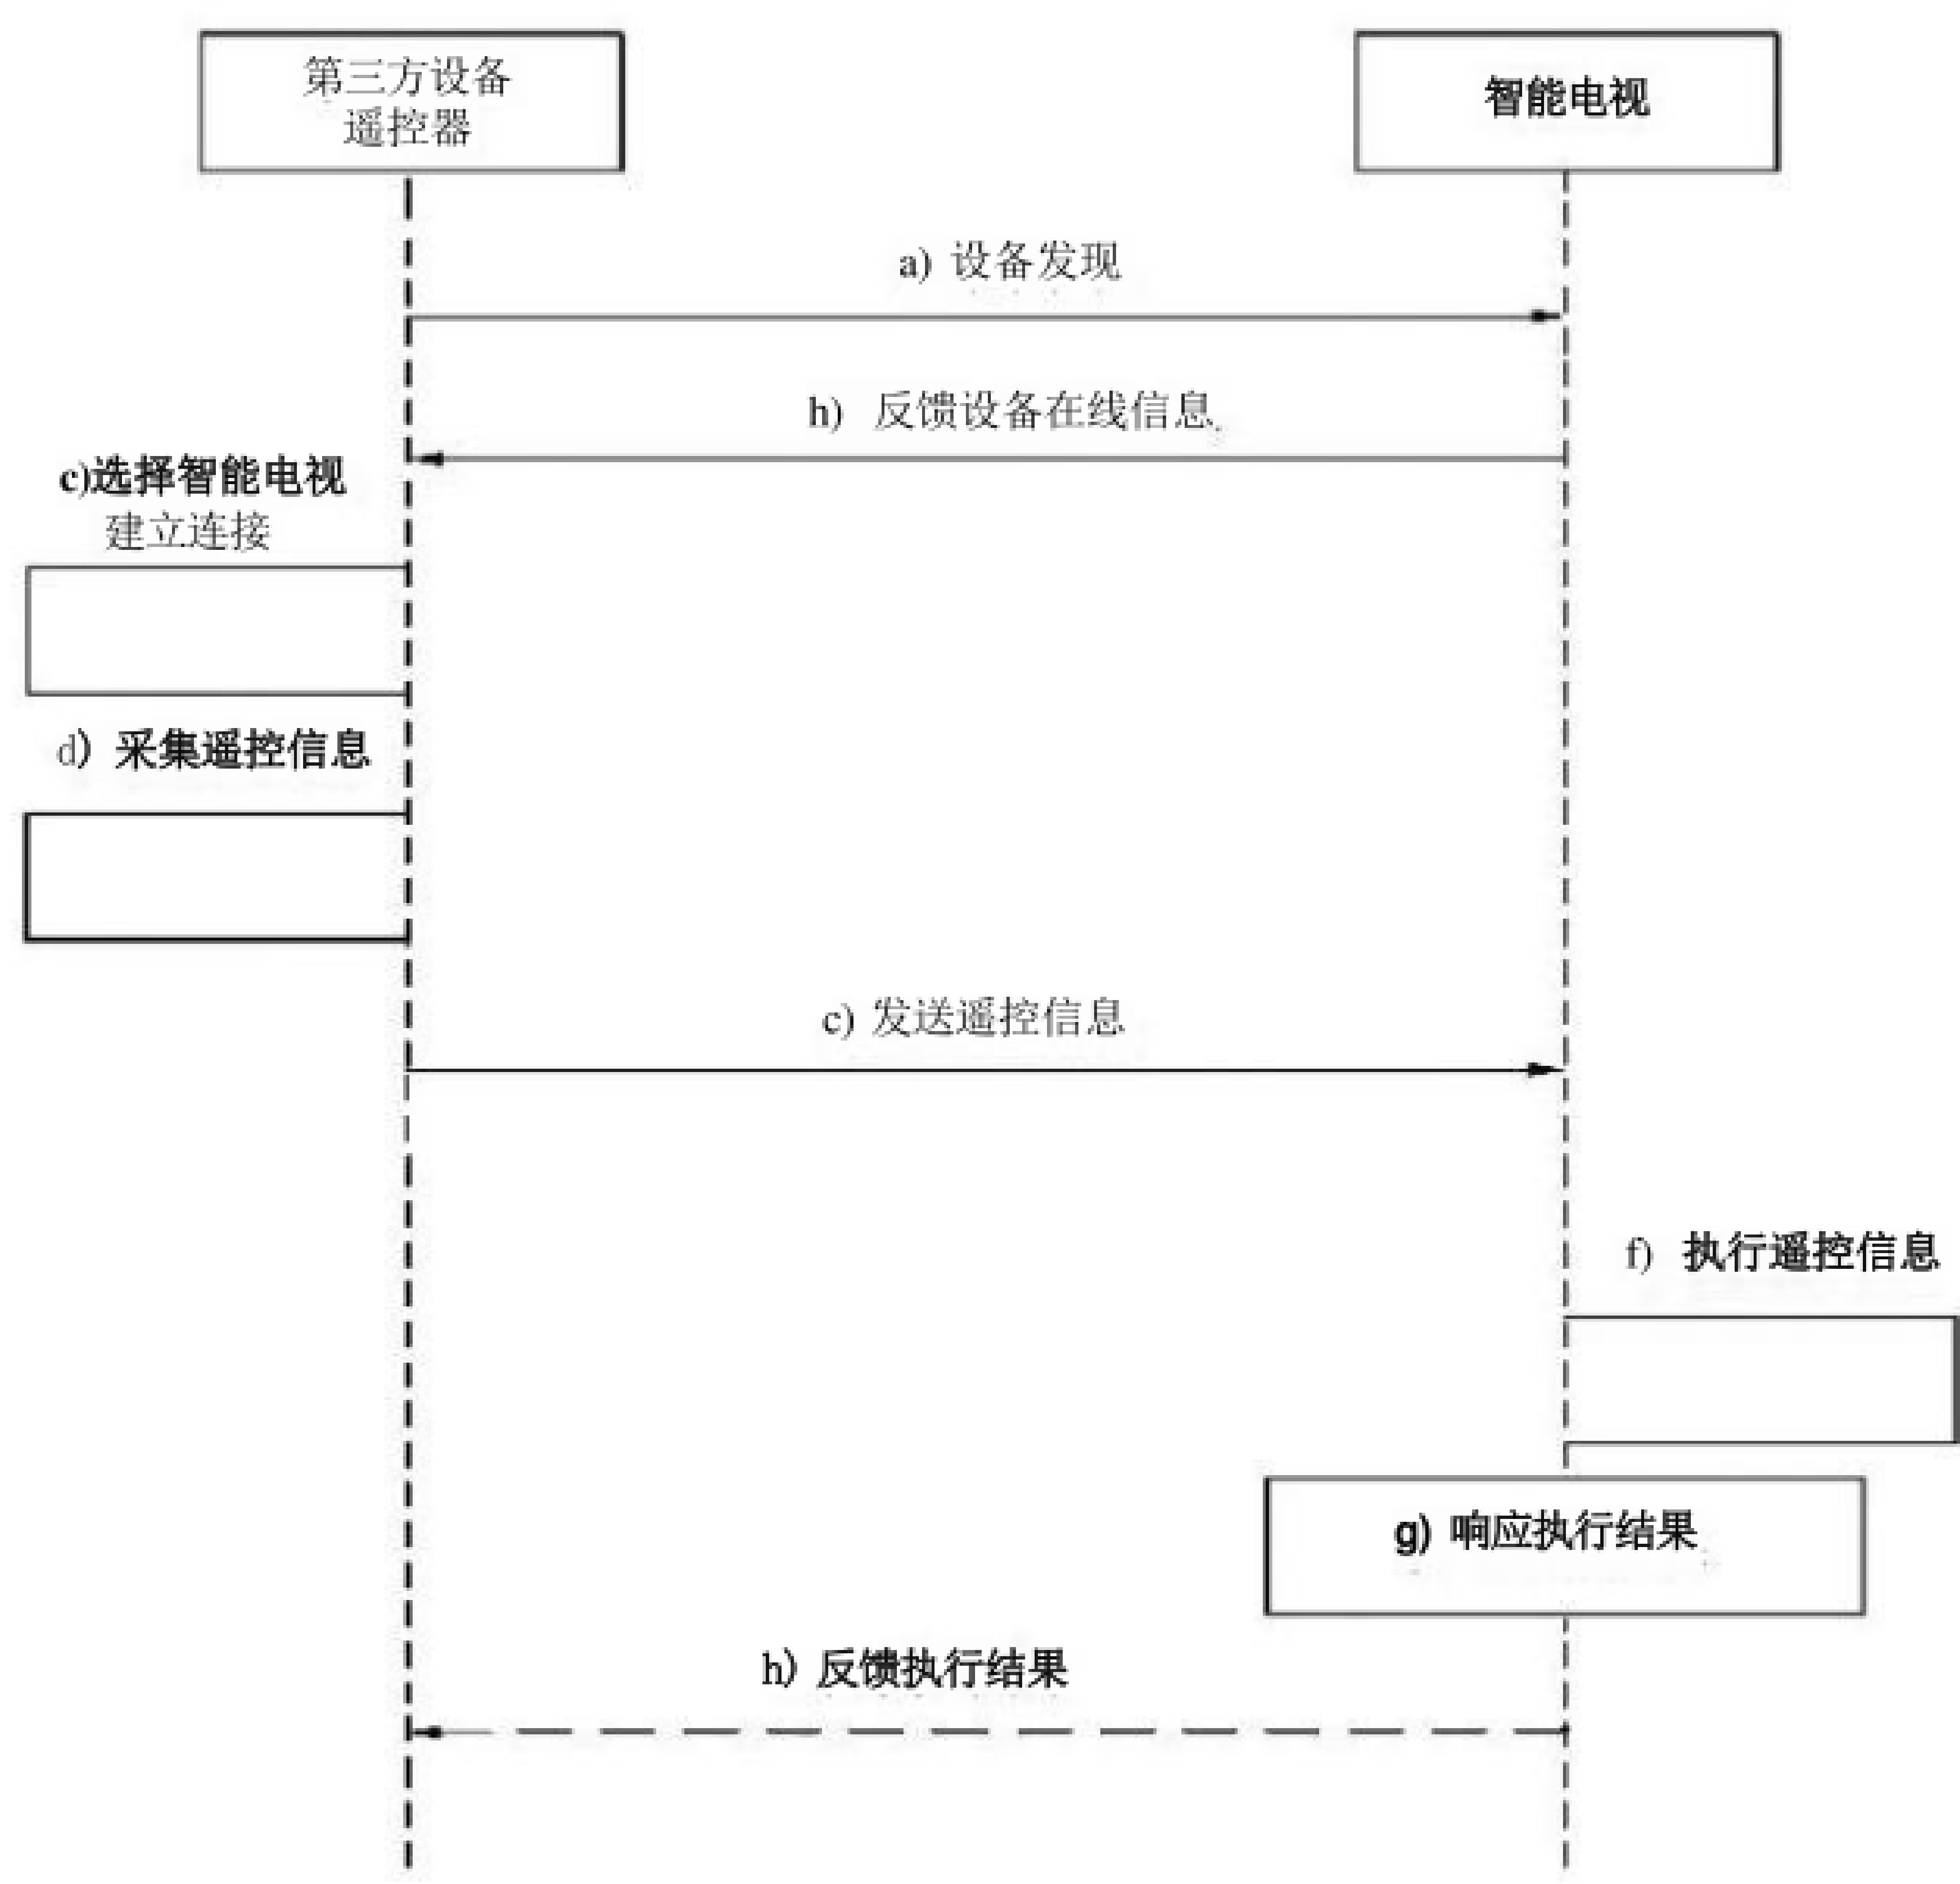 第三方设备
遥控器
智能电视
a) 设备发现
h) 反馈设备在线信息
c)选择智能电视
建立连接
d) 采集遥控信息
c) 发送遥控信息
f) 执行遥控信息
g) 响应执行结果
h) 反馈执行结果